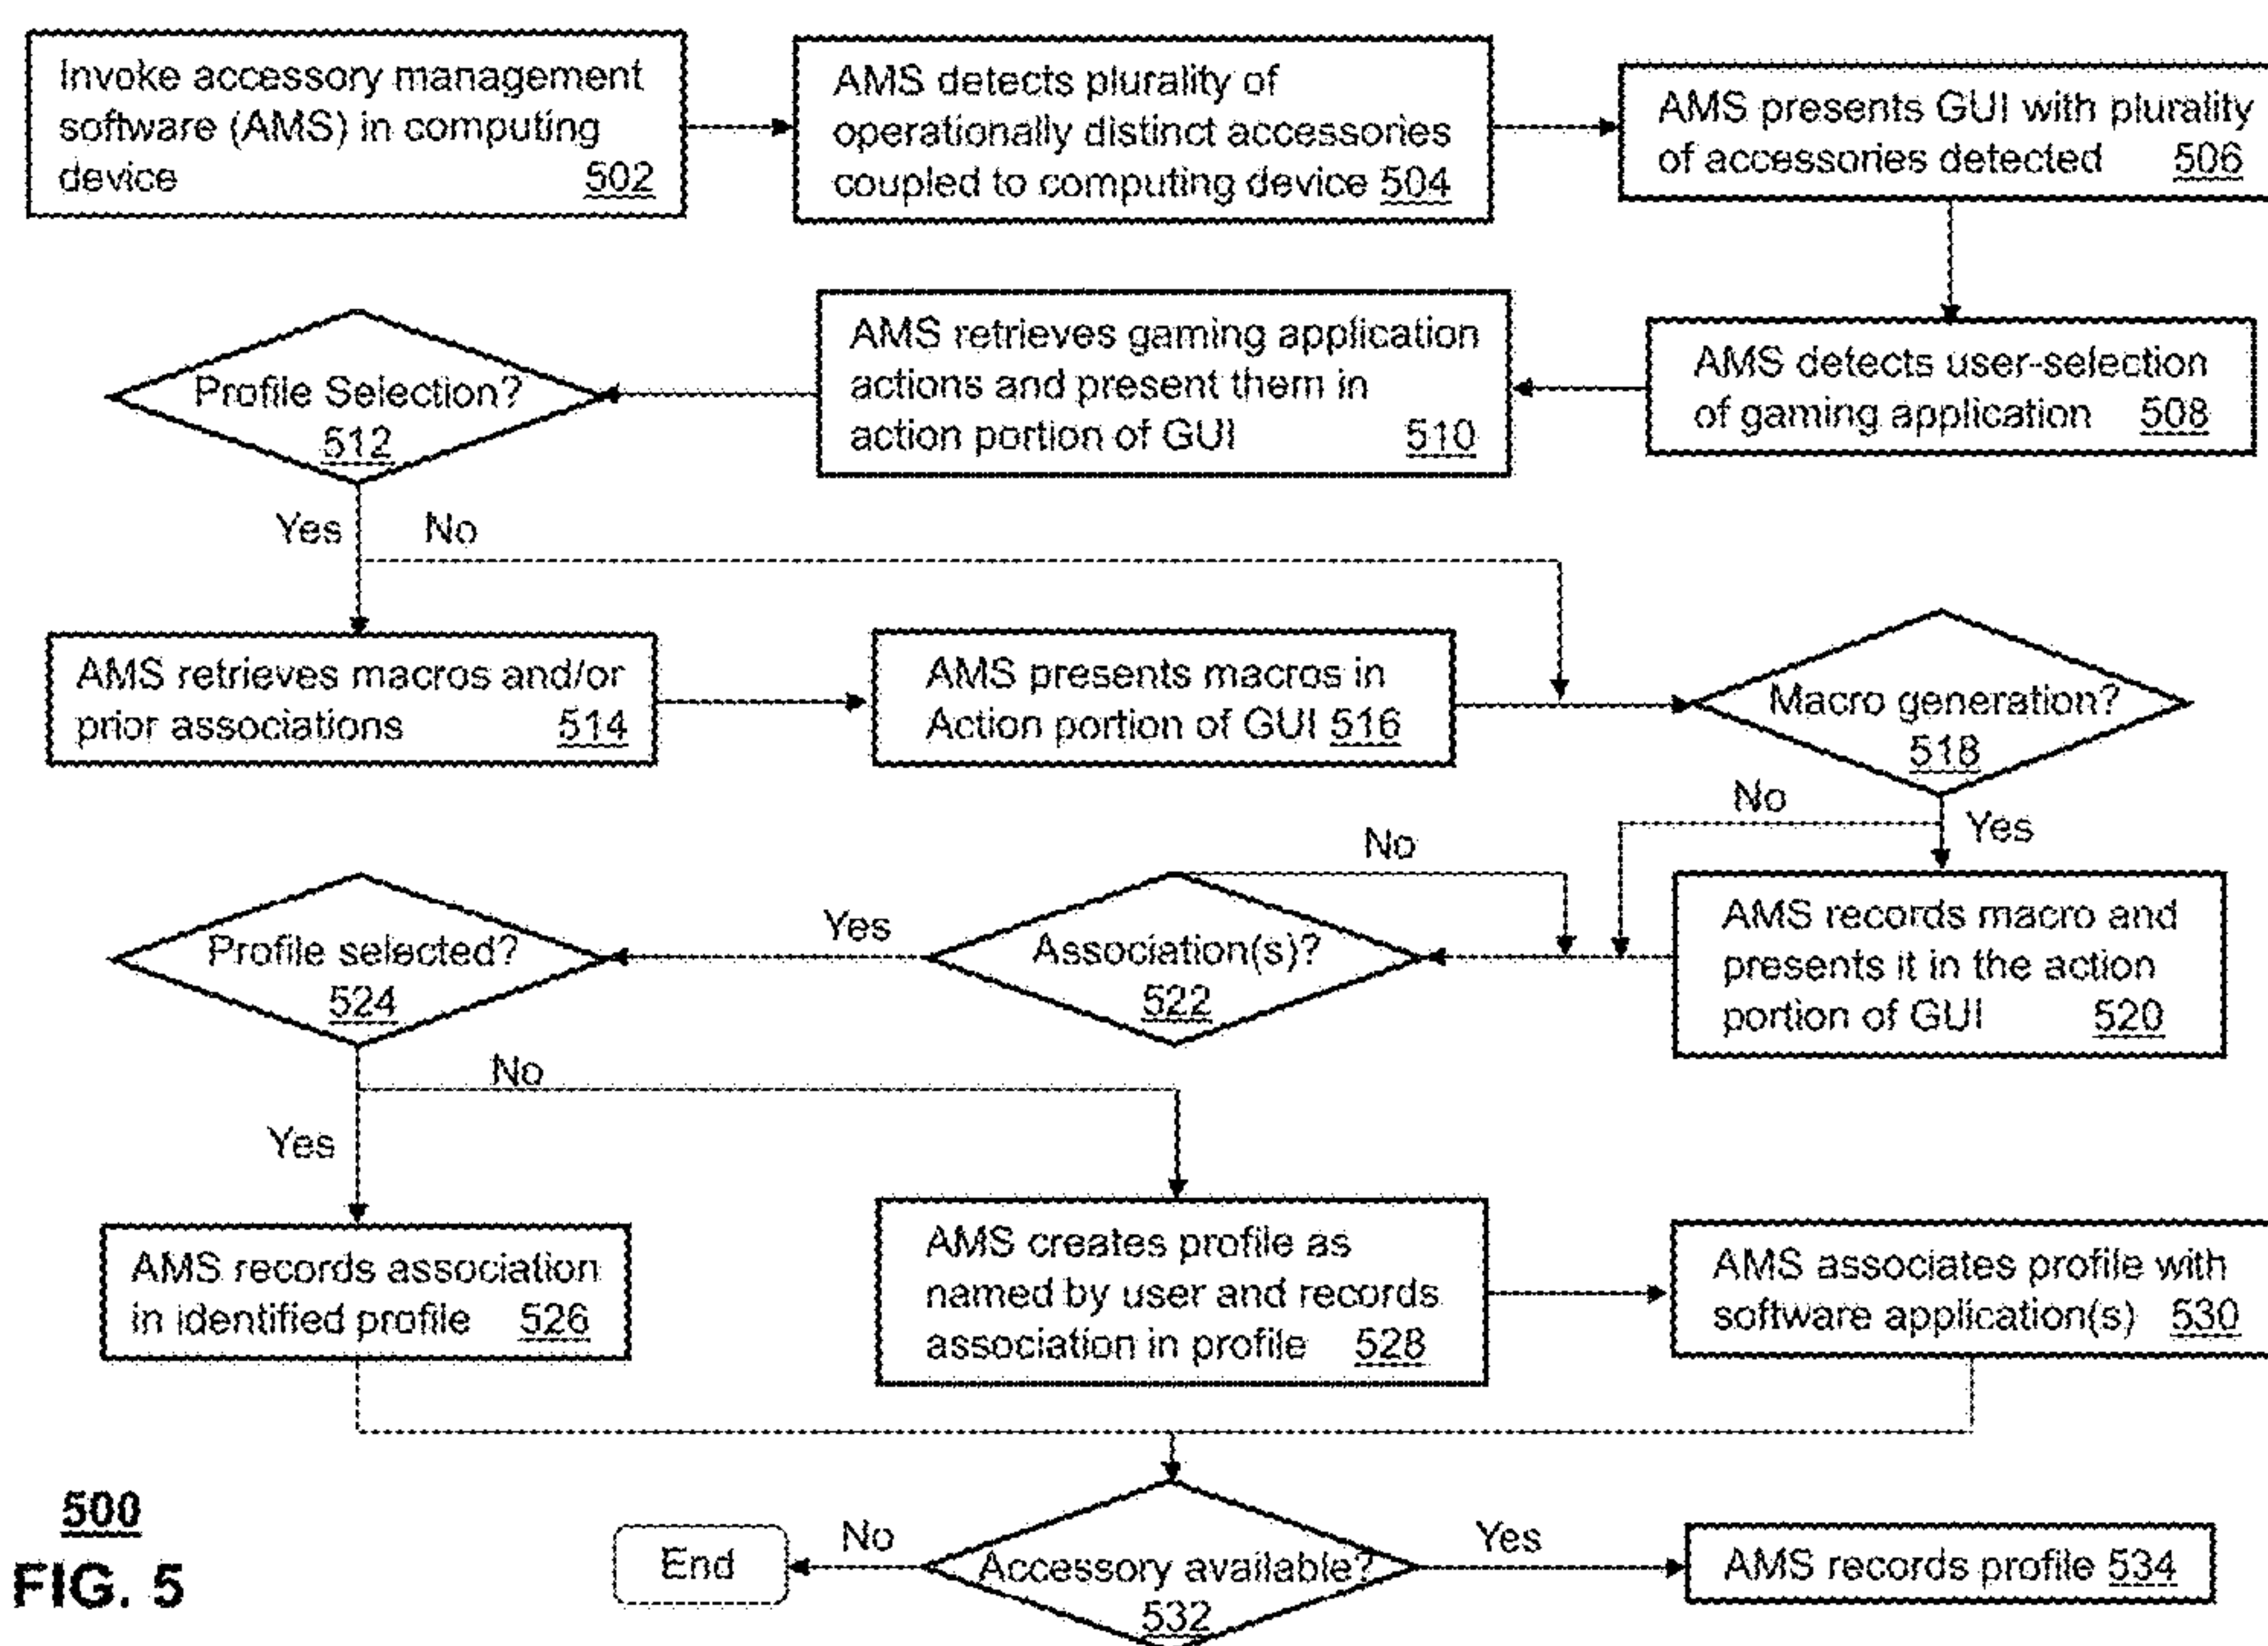 Invoke accessory management
software (AMS) in computing
device 502
AMS detects plurality of
operationally distinct accessories
coupled to computing device 504
AMS presents GUI with plurality
of accessories detected 506
AMS detects user-selection
of gaming application 508
AMS retrieves gaming application
actions and present them in
action portion of GUI 510
Profile Selection?
512
Yes
No
AMS retrieves macros and/or
prior associations 514
AMS presents macros in
Action portion of GUI 516
Macro generation?
518
No
Yes
AMS records macro and
presents it in the action
portion of GUI 520
No
Association(s)?
522
Yes
Profile selected?
524
No
Yes
AMS records association
in identified profile 526
AMS creates profile as
named by user and records
association in profile 528
AMS associates profile with
software application(s) 530
Accessory available?
532
No
End
Yes
AMS records profile 534
500
FIG. 5